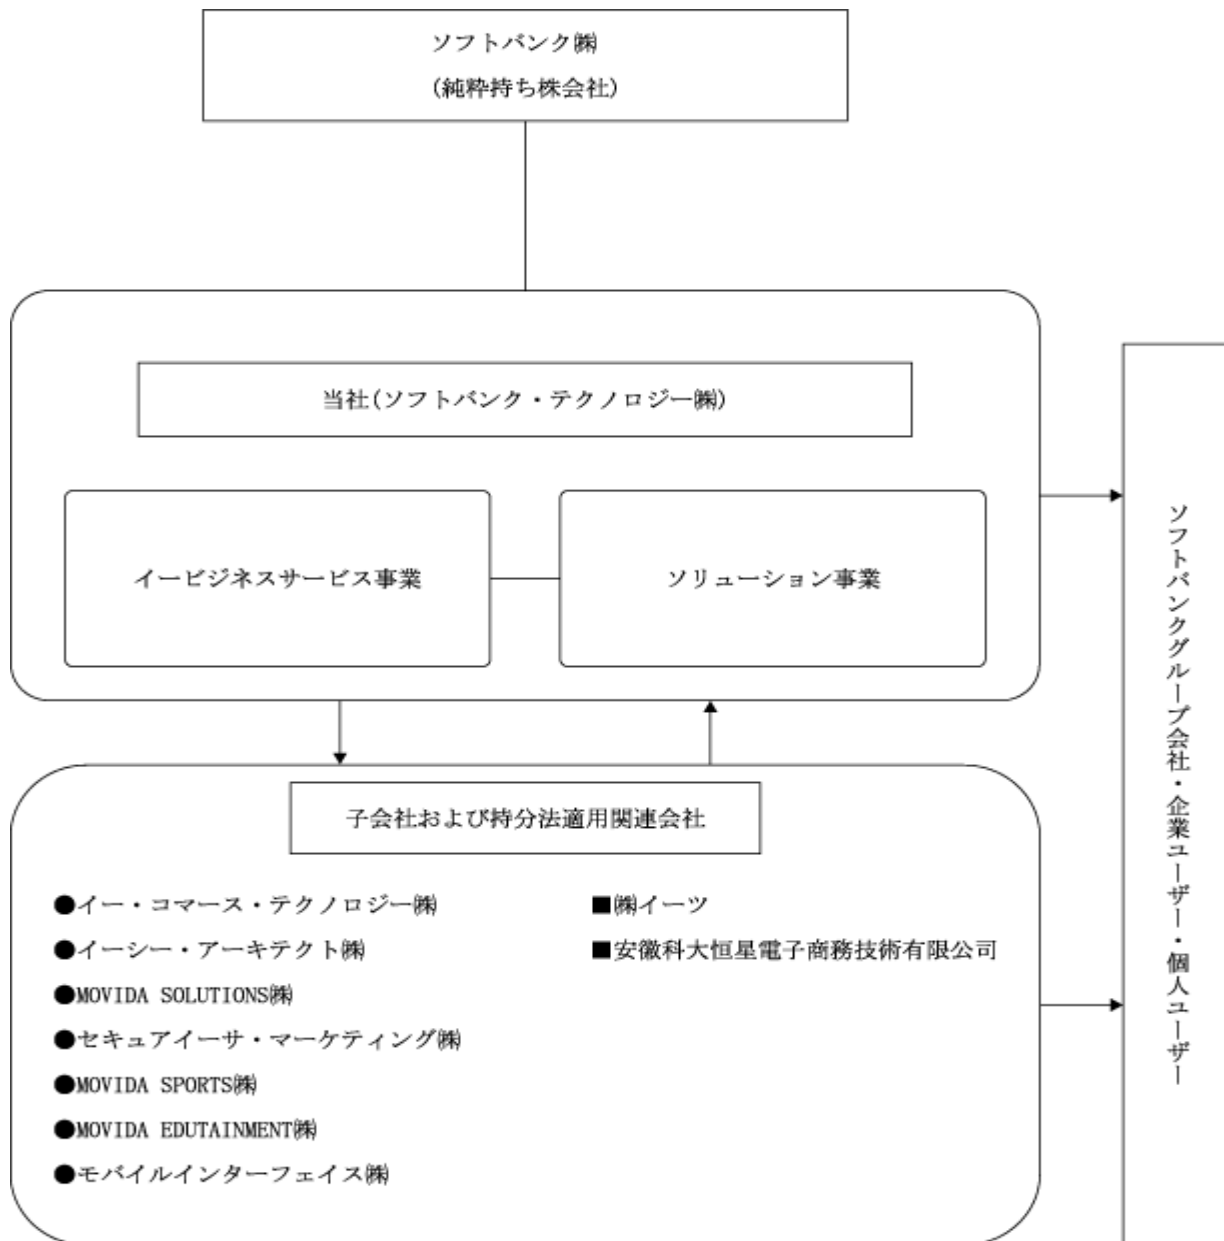 ソフトバンク㈱
(純粋持ち株会社)
当社(ソフトバンク・テクノロジー㈱)
イービジネスサービス事業
ソリューション事業
子会社および持分法適用関連会社
●イー・コマース・テクノロジー㈱
●イーシー・アーキテクト㈱
●MOVIDA SOLUTIONS㈱
●セキュアイーサ・マーケティング㈱
●MOVIDA SPORTS㈱
●MOVIDA EDUTAINMENT㈱
●モバイルインターフェイス㈱
■㈱イーツ
■安徽科大恒星電子商務技術有限公司
ソフトバンクグループ会社・企業ユーザー・個人ユーザー